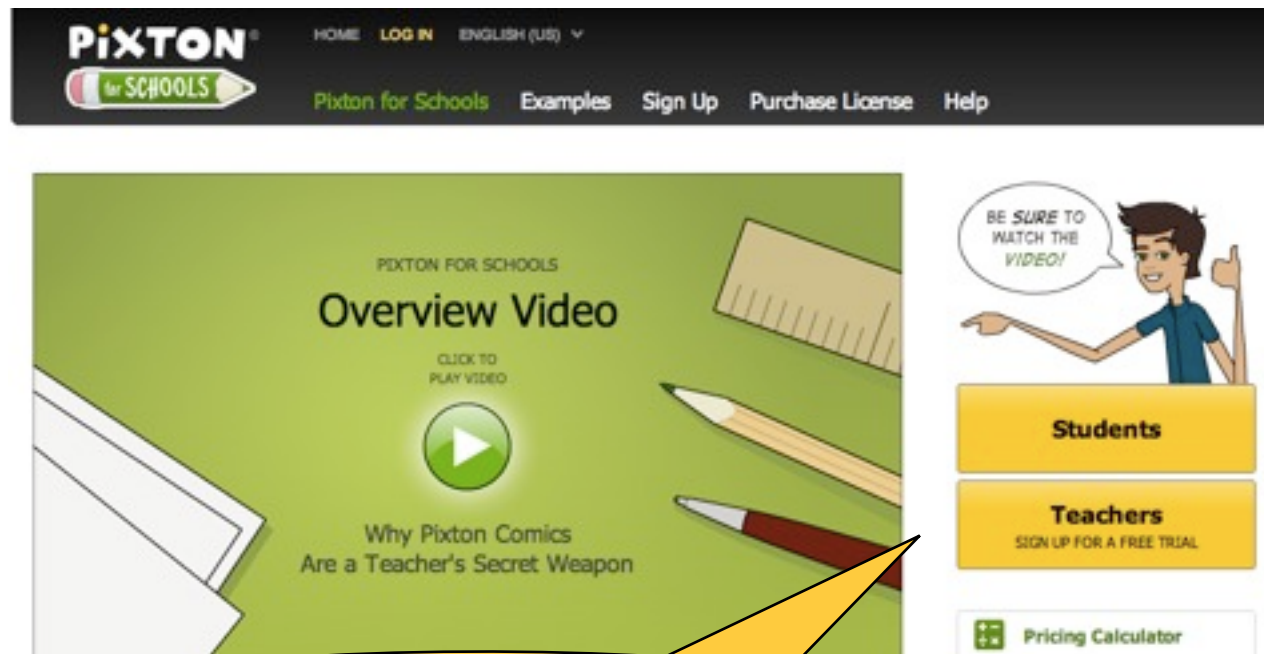 PiXTON®
for SCHOOLS
HOME LOG IN ENGLISH (US)
Pixton for Schools Examples Sign Up Purchase License Help
PIXTON FOR SCHOOLS
Overview Video
CLICK TO
PLAY VIDEO
Why Pixton Comics
Are a Teacher's Secret Weapon
BE SURE TO
WATCH THE
VIDEO!
Students
Teachers
SIGN UP FOR A FREE TRIAL
Pricing Calculator